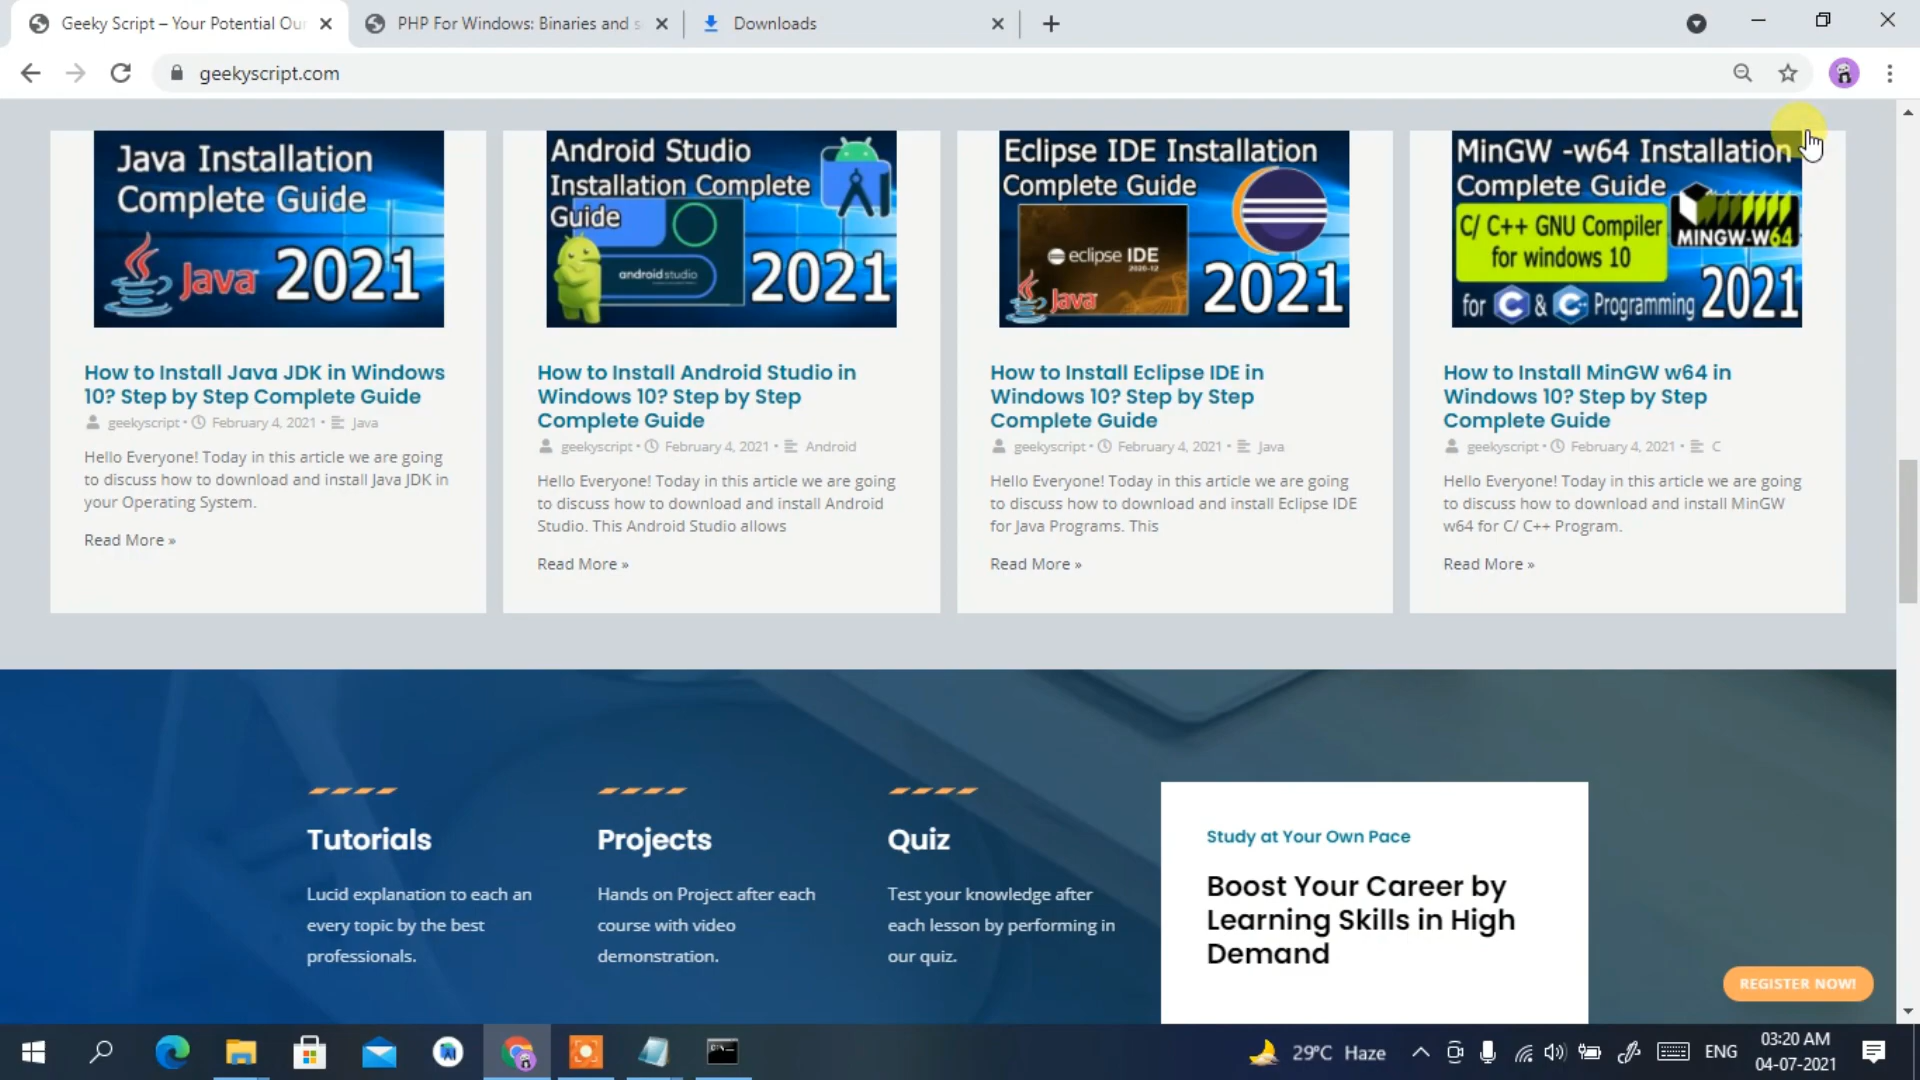 Geeky Script – Your Potential Our
PHP For Windows: Binaries and s
Downloads
geekyscript.com
Java Installation
Complete Guide
Java 2021
Android Studio
Installation Complete
Guide
android studio
2021
Eclipse IDE Installation
Complete Guide
eclipse IDE
2020-12
Java 2021
MinGW -w64 Installation
Complete Guide
C/ C++ GNU Compiler
for windows 10
MINGW-W64
for C & C++ Programming 2021
How to Install Java JDK in Windows
10? Step by Step Complete Guide
geekyscript • February 4, 2021 • Java
Hello Everyone! Today in this article we are going
to discuss how to download and install Java JDK in
your Operating System.
Read More »
How to Install Android Studio in
Windows 10? Step by Step
Complete Guide
geekyscript • February 4, 2021 • Android
Hello Everyone! Today in this article we are going
to discuss how to download and install Android
Studio. This Android Studio allows
Read More »
How to Install Eclipse IDE in
Windows 10? Step by Step
Complete Guide
geekyscript • February 4, 2021 • Java
Hello Everyone! Today in this article we are going
to discuss how to download and install Eclipse IDE
for Java Programs. This
Read More »
How to Install MinGW w64 in
Windows 10? Step by Step
Complete Guide
geekyscript • February 4, 2021 • C
Hello Everyone! Today in this article we are going
to discuss how to download and install MinGW
w64 for C/ C++ Program.
Read More »
Tutorials
Lucid explanation to each an
every topic by the best
professionals.
Projects
Hands on Project after each
course with video
demonstration.
Quiz
Test your knowledge after
each lesson by performing in
our quiz.
Study at Your Own Pace
Boost Your Career by
Learning Skills in High
Demand
REGISTER NOW!
29°C Haze
ENG
03:20 AM
04-07-2021